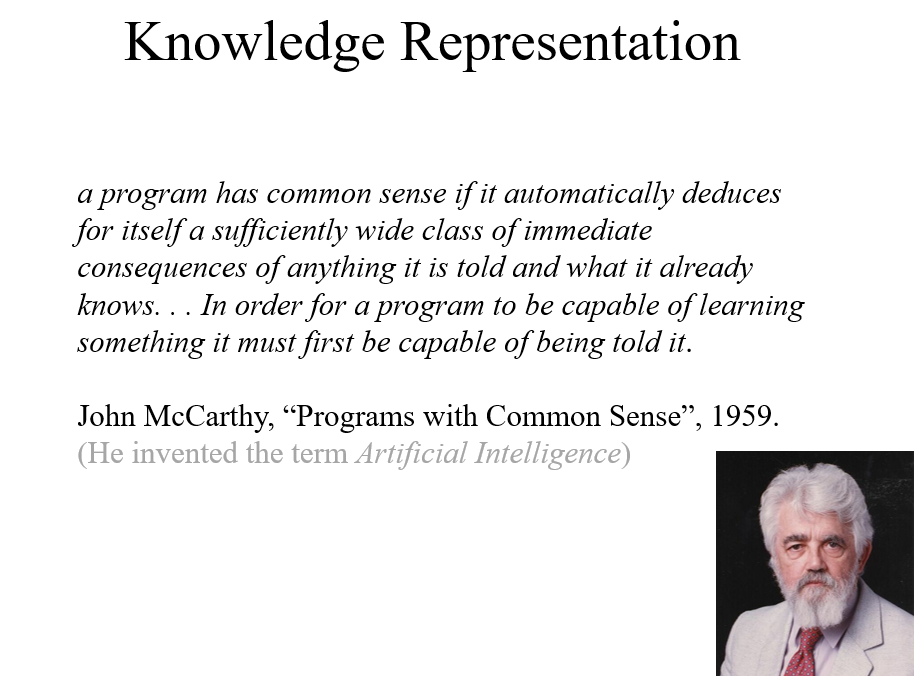 Knowledge Representation
a program has common sense if it automatically deduces
for itself a sufficiently wide class of immediate
consequences of anything it is told and what it already
knows. . . In order for a program to be capable of learning
something it must first be capable of being told it.
John McCarthy, “Programs with Common Sense”, 1959.
(He invented the term Artificial Intelligence)